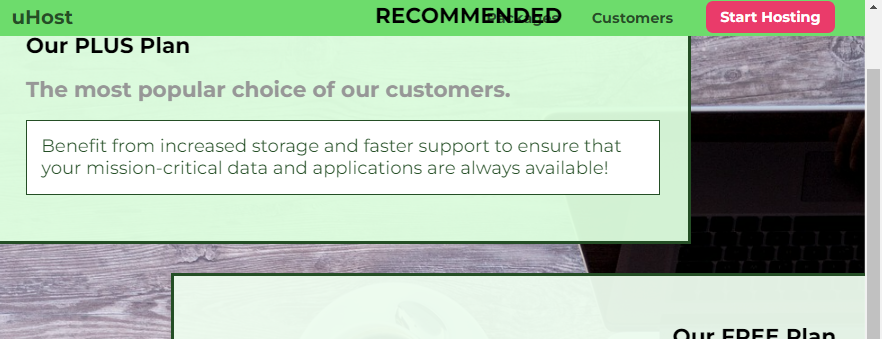 uHost
RECOMMENDED
Packages
Customers
Start Hosting
Our PLUS Plan
The most popular choice of our customers.
Benefit from increased storage and faster support to ensure that
your mission-critical data and applications are always available!
Our FREE Plan